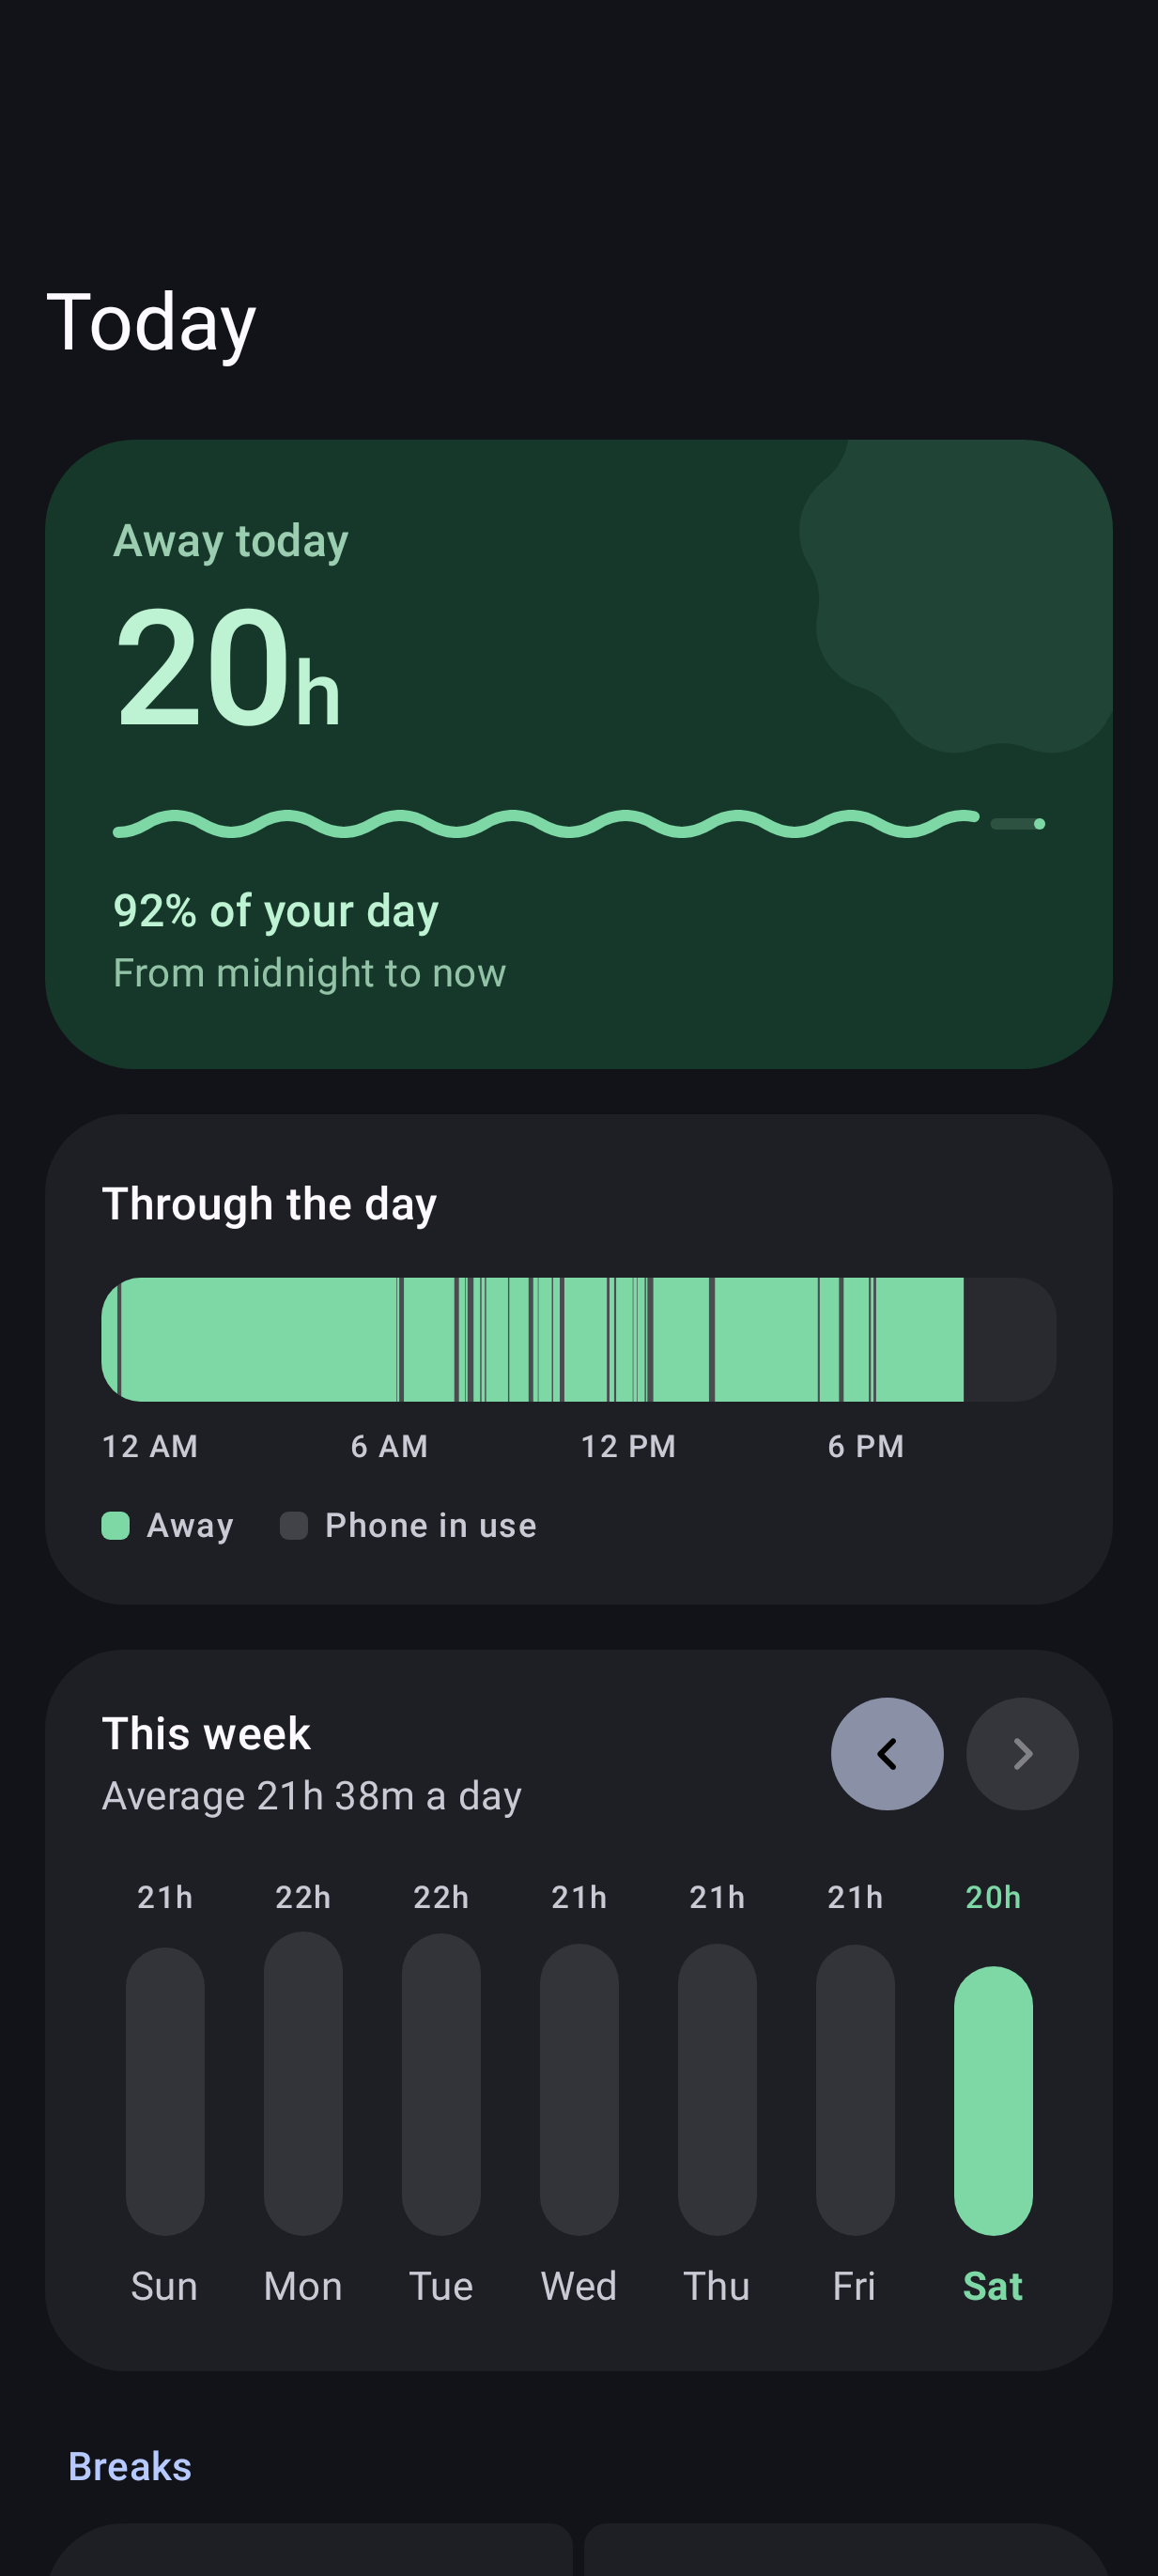 Today
Away today
20h
92% of your day
From midnight to now
Through the day
12 AM 6 AM 12 PM 6 PM
Away Phone in use
This week
Average 21h 38m a day
21h 22h 22h 21h 21h 21h 20h
Sun Mon Tue Wed Thu Fri Sat
Breaks